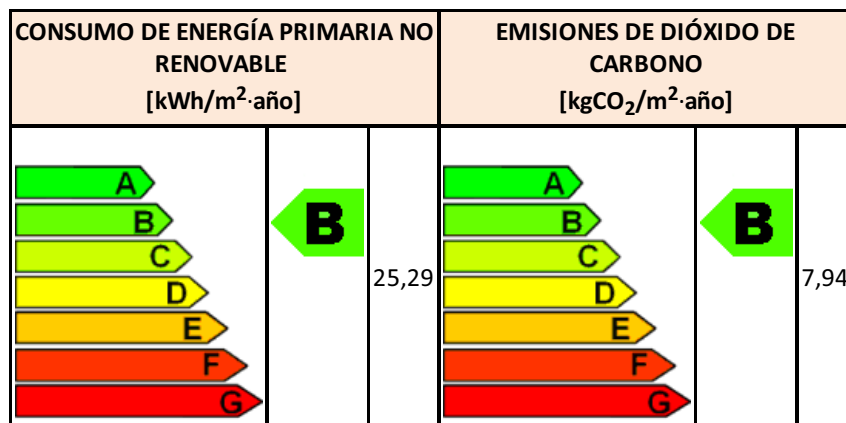 CONSUMO DE ENERGÍA PRIMARIA NO
RENOVABLE
[kWh/m²·año]
EMISIONES DE DIÓXIDO DE
CARBONO
[kgCO₂/m²·año]
A
B
C
D
E
F
G
B
25,29
A
B
C
D
E
F
G
B
7,94